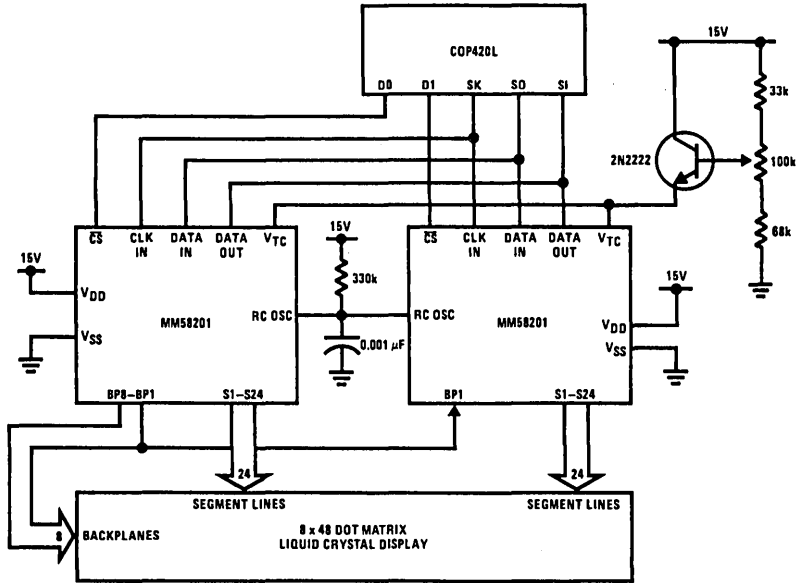 COP420L
D0 D1 SK SO SI
15V
33k
2N2222
100k
68k
CS CLK IN DATA IN DATA OUT VTC
15V
330k
CS CLK IN DATA IN DATA OUT VTC
15V
VDD
VSS
MM58201
RC OSC
0.001 µF
RC OSC
MM58201
15V
VDD
VSS
BP8–BP1
S1–S24
BP1
S1–S24
24
24
SEGMENT LINES
SEGMENT LINES
8
BACKPLANES
8 x 48 DOT MATRIX
LIQUID CRYSTAL DISPLAY